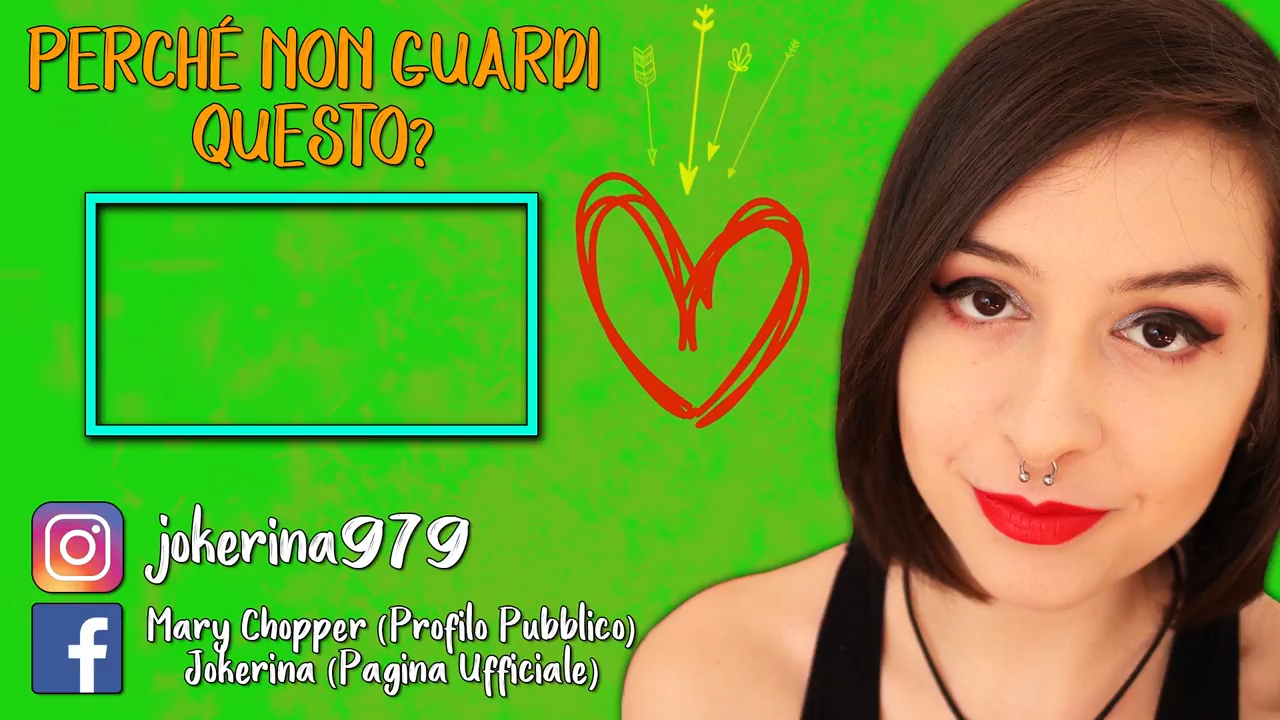 PERCHÉ NON GUARDI
QUESTO?
jokerina979
Mary Chopper (Profilo Pubblico)
Jokerina (Pagina Ufficiale)